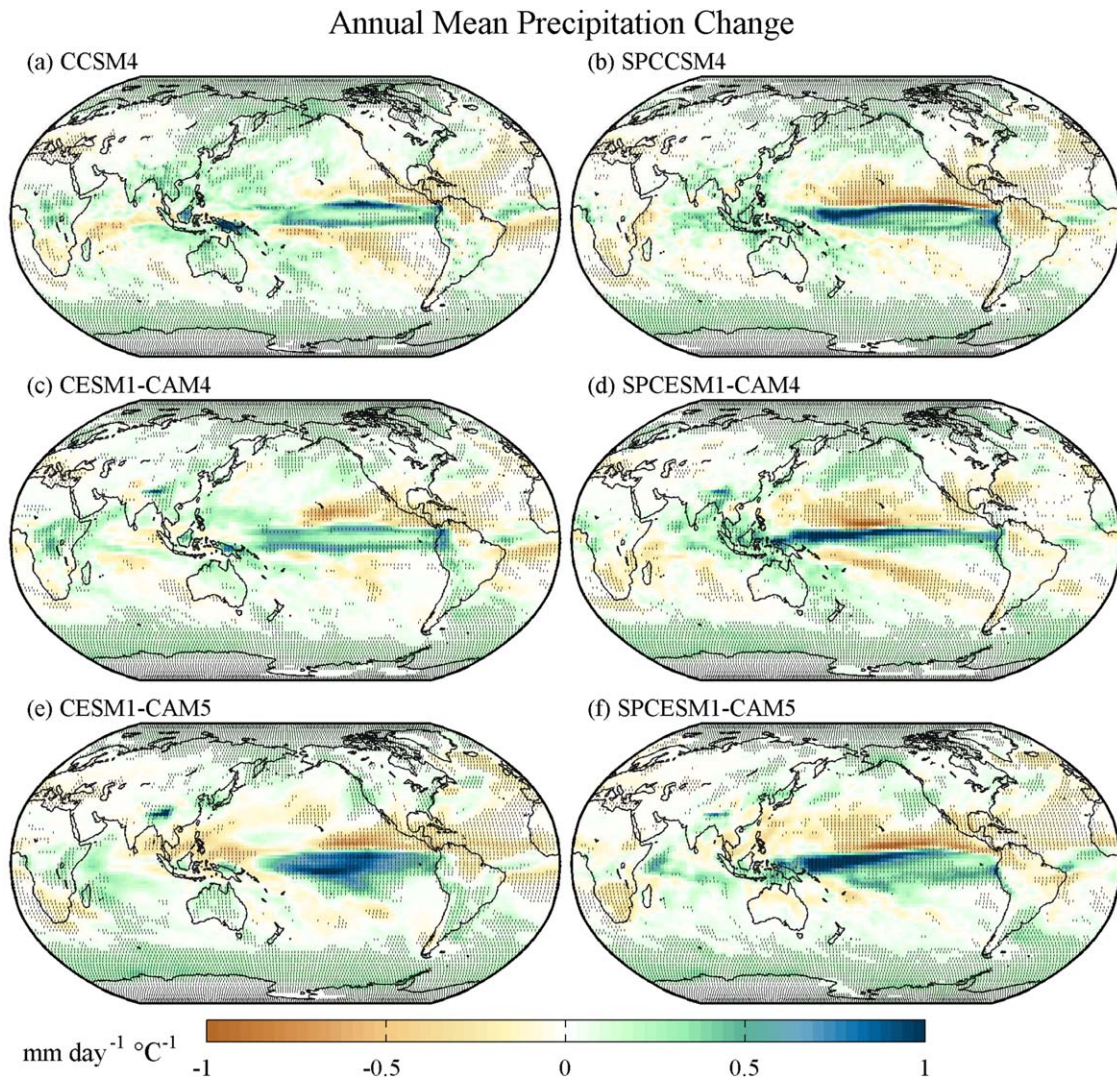 Annual Mean Precipitation Change
(a) CCSM4
(b) SPCCSM4
(c) CESM1-CAM4
(d) SPCESM1-CAM4
(e) CESM1-CAM5
(f) SPCESM1-CAM5
mm day⁻¹ °C⁻¹
-1 -0.5 0 0.5 1